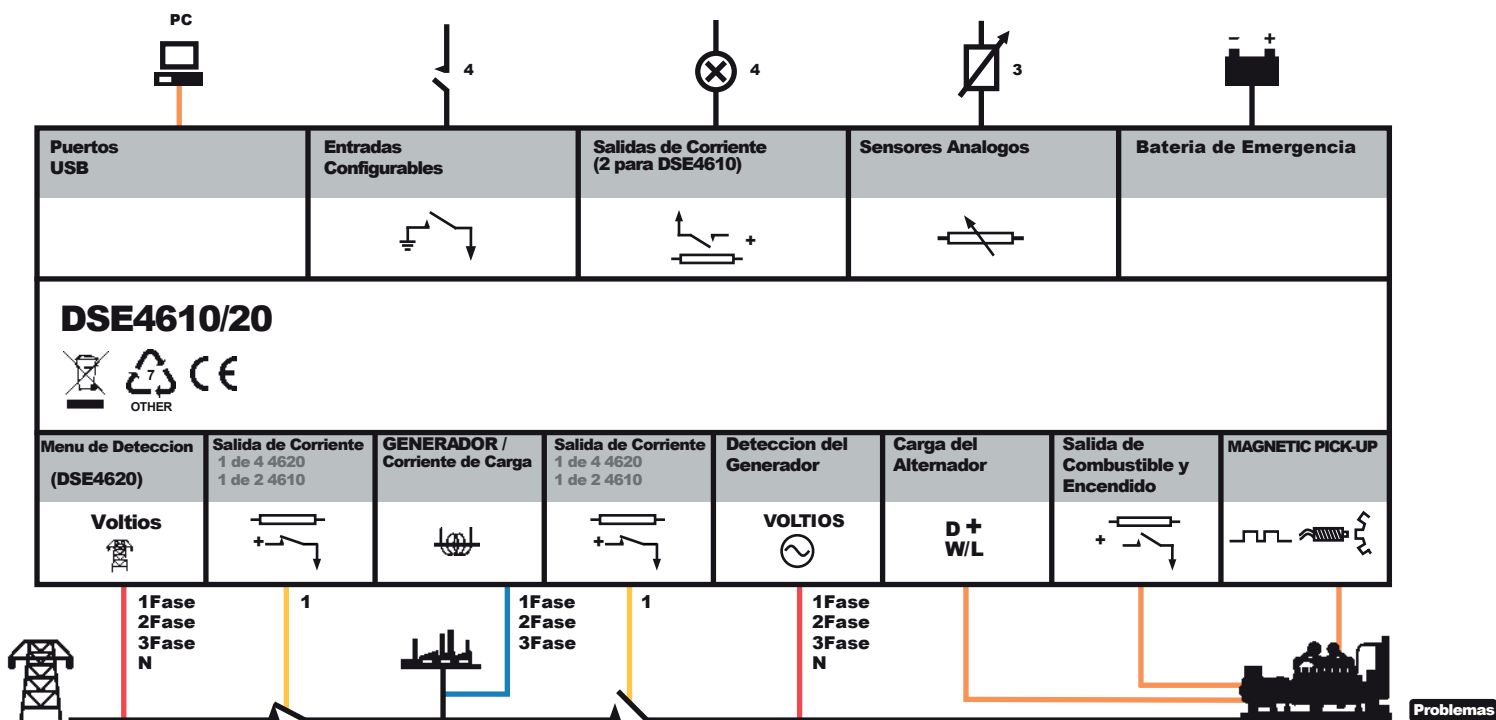 PC
4
4
3
– +
Puertos
USB
Entradas
Configurables
Salidas de Corriente
(2 para DSE4610)
Sensores Analogos
Bateria de Emergencia
+
DSE4610/20
7
OTHER
CE
Menu de Deteccion
(DSE4620)
Salida de Corriente
1 de 4 4620
1 de 2 4610
GENERADOR /
Corriente de Carga
Salida de Corriente
1 de 4 4620
1 de 2 4610
Deteccion del
Generador
Carga del
Alternador
Salida de
Combustible y
Encendido
MAGNETIC PICK-UP
Voltios
+
+
VOLTIOS
D +
W/L
+
1Fase
2Fase
3Fase
N
1
1Fase
2Fase
3Fase
1
1Fase
2Fase
3Fase
N
Problemas